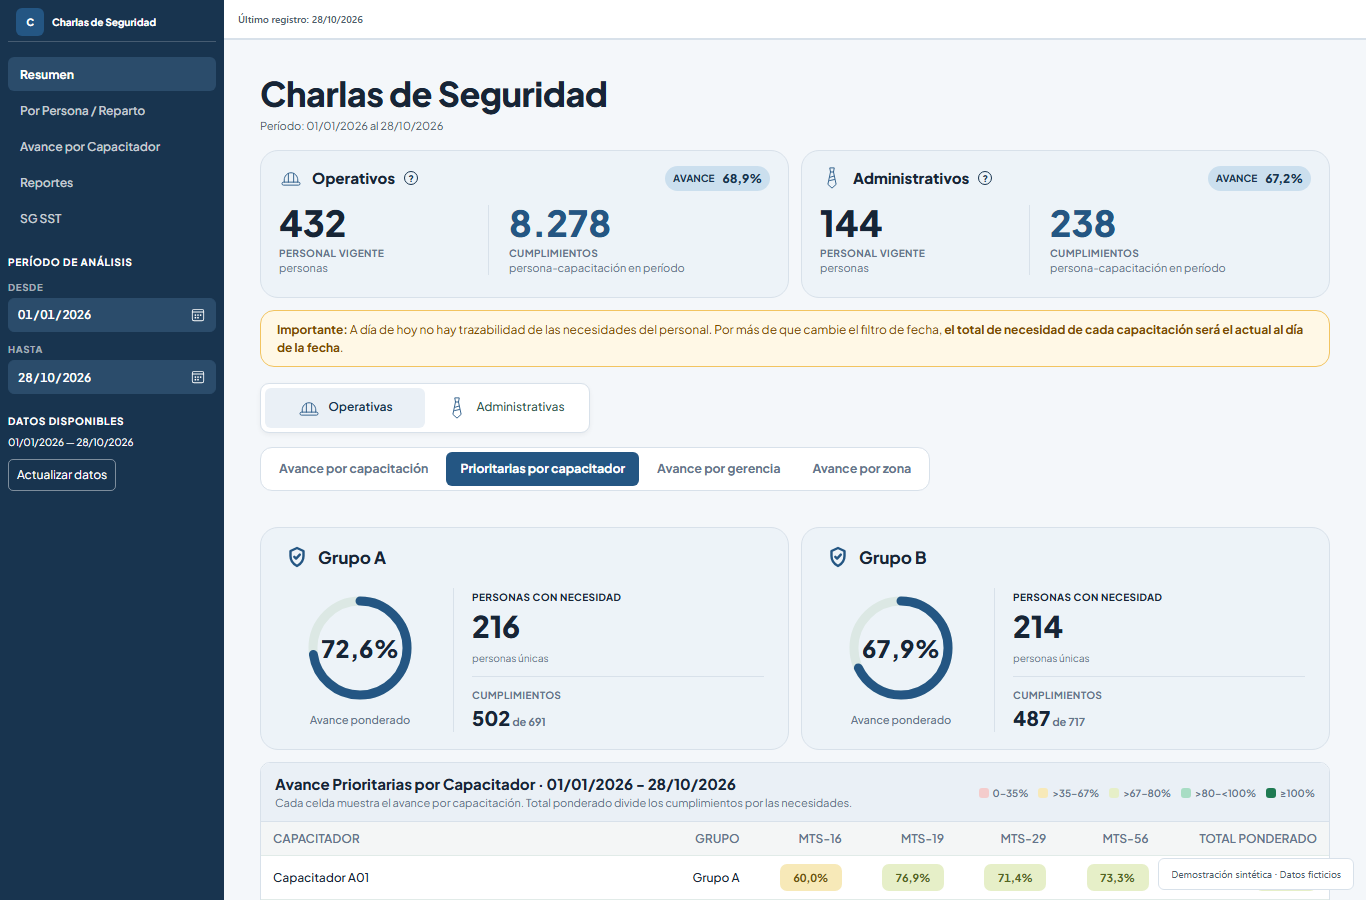 C Charlas de Seguridad
Resumen
Por Persona / Reparto
Avance por Capacitador
Reportes
SG SST
PERÍODO DE ANÁLISIS
DESDE
01/01/2026
HASTA
28/10/2026
DATOS DISPONIBLES
01/01/2026 — 28/10/2026
Actualizar datos
Último registro: 28/10/2026
Charlas de Seguridad
Período: 01/01/2026 al 28/10/2026
Operativos ?
AVANCE 68,9%
432
PERSONAL VIGENTE
personas
8.278
CUMPLIMIENTOS
persona-capacitación en período
Administrativos ?
AVANCE 67,2%
144
PERSONAL VIGENTE
personas
238
CUMPLIMIENTOS
persona-capacitación en período
Importante: A día de hoy no hay trazabilidad de las necesidades del personal. Por más de que cambie el filtro de fecha, el total de necesidad de cada capacitación será el actual al día
de la fecha.
Operativas
Administrativas
Avance por capacitación
Prioritarias por capacitador
Avance por gerencia
Avance por zona
Grupo A
72,6%
Avance ponderado
PERSONAS CON NECESIDAD
216
personas únicas
CUMPLIMIENTOS
502 de 691
Grupo B
67,9%
Avance ponderado
PERSONAS CON NECESIDAD
214
personas únicas
CUMPLIMIENTOS
487 de 717
Avance Prioritarias por Capacitador · 01/01/2026 - 28/10/2026
Cada celda muestra el avance por capacitación. Total ponderado divide los cumplimientos por las necesidades.
0–35% >35–67% >67–80% >80–<100% ≥100%
CAPACITADOR GRUPO MTS-16 MTS-19 MTS-29 MTS-56 TOTAL PONDERADO
Capacitador A01 Grupo A 60,0% 76,9% 71,4% 73,3%
Demostración sintética · Datos ficticios